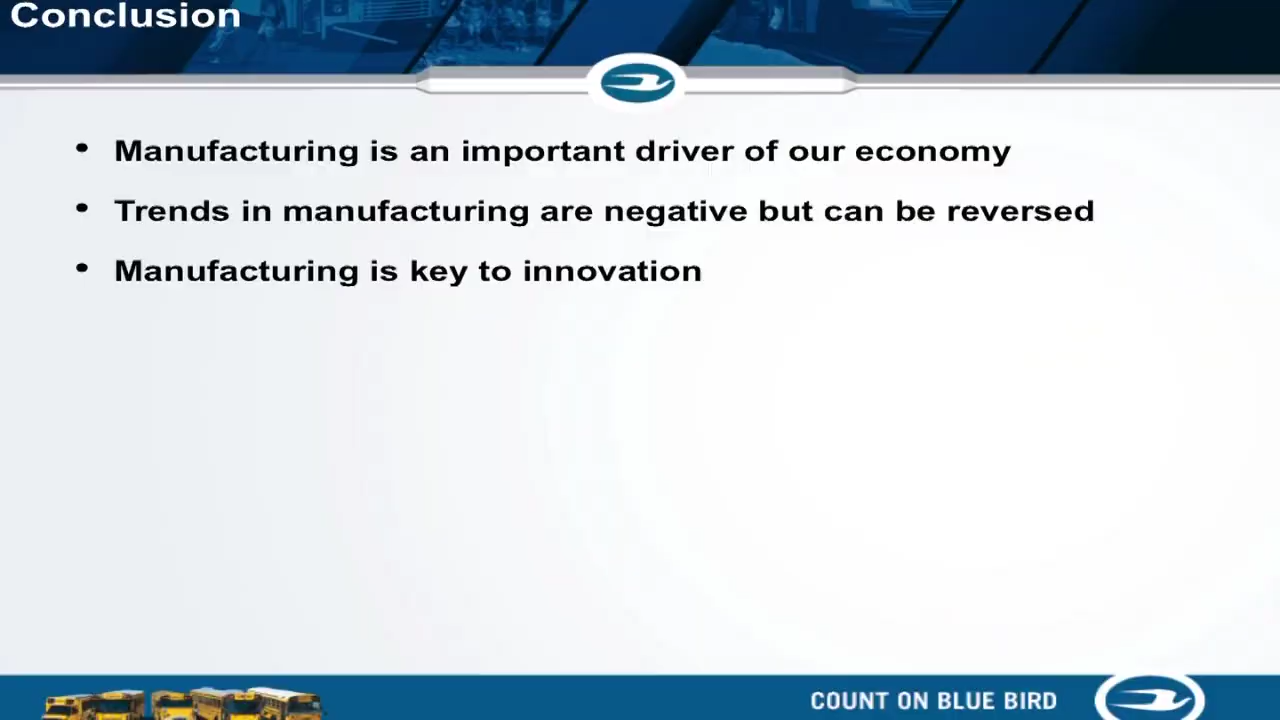 Conclusion
• Manufacturing is an important driver of our economy
• Trends in manufacturing are negative but can be reversed
• Manufacturing is key to innovation
COUNT ON BLUE BIRD